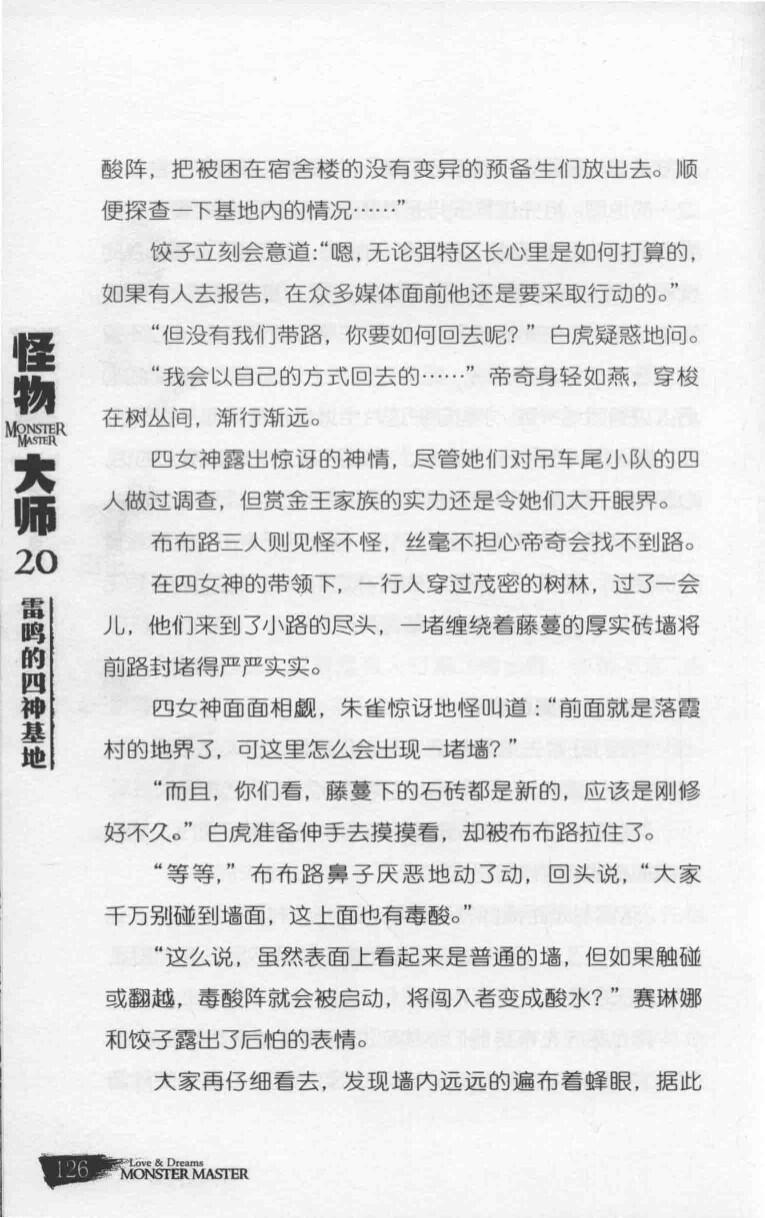 酸阵，把被困在宿舍楼的没有变异的预备生们放出去。顺
便探查一下基地内的情况……”
饺子立刻会意道：“嗯，无论弭特区长心里是如何打算的，
如果有人去报告，在众多媒体面前他还是要采取行动的。”
“但没有我们带路，你要如何回去呢？”白虎疑惑地问。
“我会以自己的方式回去的……”帝奇身轻如燕，穿梭
在树丛间，渐行渐远。
四女神露出惊讶的神情，尽管她们对吊车尾小队的四
人做过调查，但赏金王家族的实力还是令她们大开眼界。
布布路三人则见怪不怪，丝毫不担心帝奇会找不到路。
在四女神的带领下，一行人穿过茂密的树林，过了一会
儿，他们来到了小路的尽头，一堵缠绕着藤蔓的厚实砖墙将
前路封堵得严严实实。
四女神面面相觑，朱雀惊讶地怪叫道：“前面就是落霞
村的地界了，可这里怎么会出现一堵墙？”
“而且，你们看，藤蔓下的石砖都是新的，应该是刚修
好不久。”白虎准备伸手去摸摸看，却被布布路拉住了。
“等等，”布布路鼻子厌恶地动了动，回头说，“大家
千万别碰到墙面，这上面也有毒酸。”
“这么说，虽然表面上看起来是普通的墙，但如果触碰
或翻越，毒酸阵就会被启动，将闯入者变成酸水？”赛琳娜
和饺子露出了后怕的表情。
大家再仔细看去，发现墙内远远的遍布着蜂眼，据此
怪物
MONSTER
MASTER
大师
20
雷鸣的四神基地
126
Love & Dreams
MONSTER MASTER